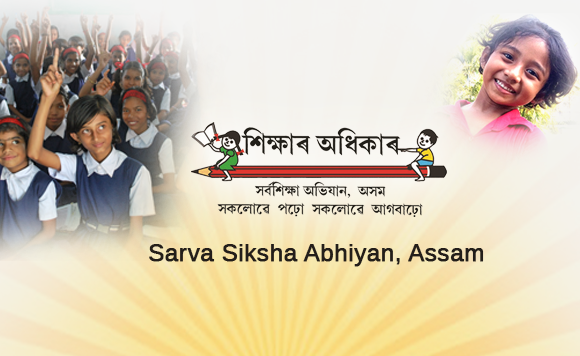 শিক্ষাৰ অধিকাৰ
সৰ্বশিক্ষা অভিযান, অসম
সকলোৱে পঢ়ো সকলোৱে আগবাঢ়ো
Sarva Siksha Abhiyan, Assam